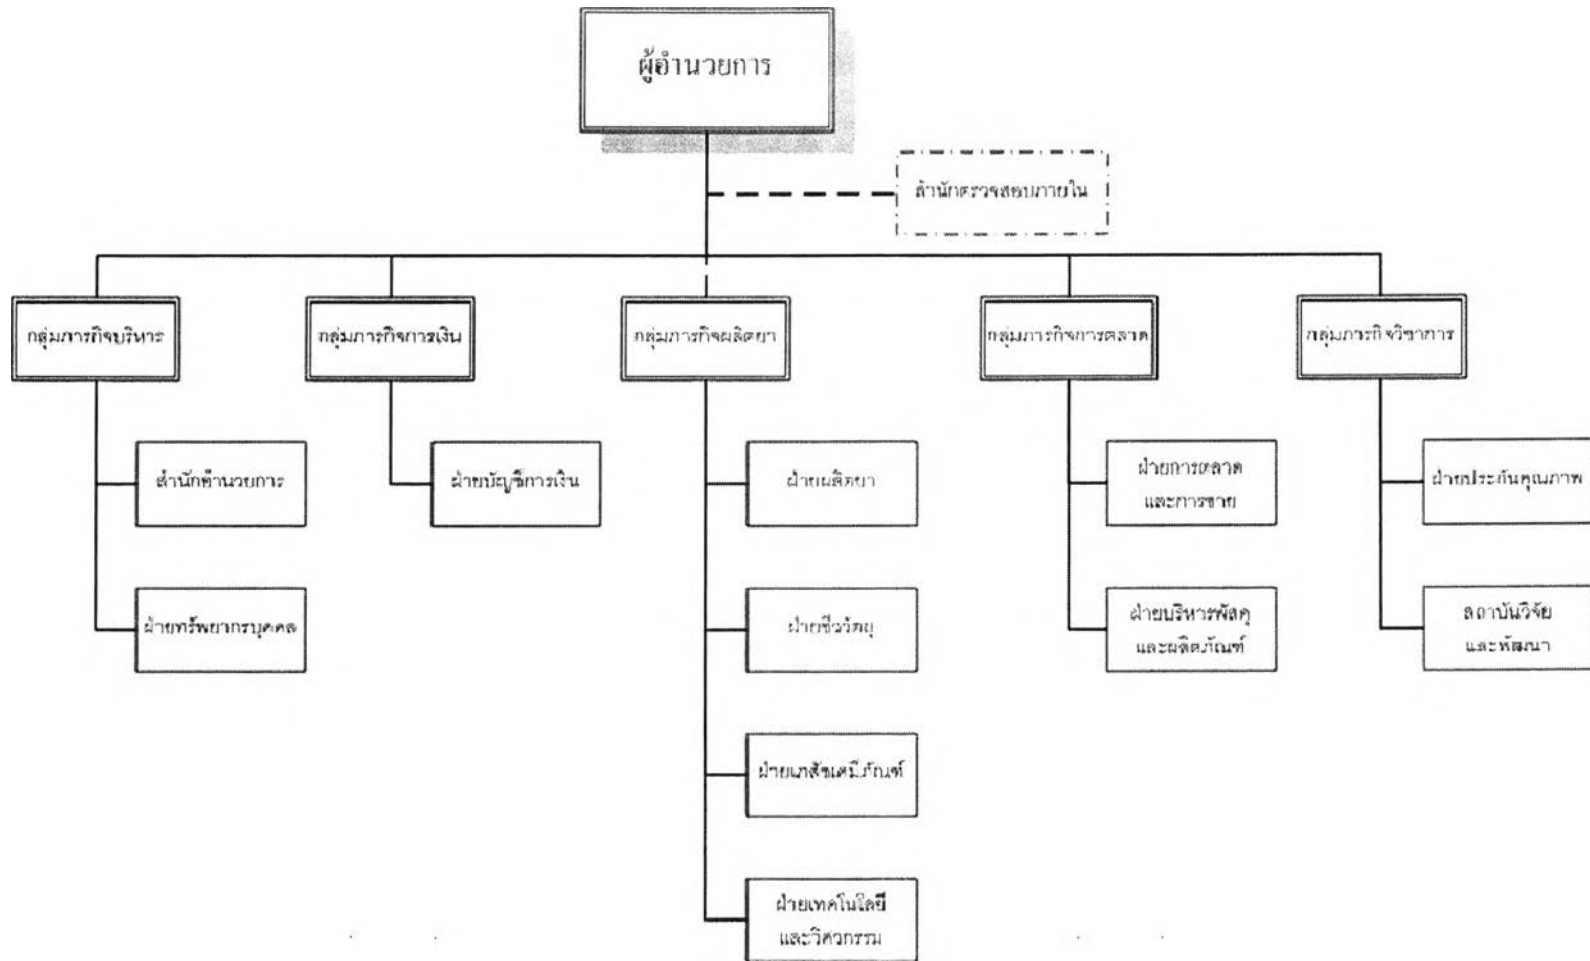 ผู้อำนวยการ
สำนักตรวจสอบภายใน
กลุ่มภารกิจบริหาร
กลุ่มภารกิจการเงิน
กลุ่มภารกิจผลิตยา
กลุ่มภารกิจการตลาด
กลุ่มภารกิจวิชาการ
สำนักอำนวยการ
ฝ่ายบัญชีการเงิน
ฝ่ายผลิตยา
ฝ่ายการตลาด
และการขาย
ฝ่ายประกันคุณภาพ
ฝ่ายทรัพยากรบุคคล
ฝ่ายชีววัตถุ
ฝ่ายบริหารพัสดุ
และผลิตภัณฑ์
สถาบันวิจัย
และพัฒนา
ฝ่ายเภสัชเคมีภัณฑ์
ฝ่ายเทคโนโลยี
และวิศวกรรม